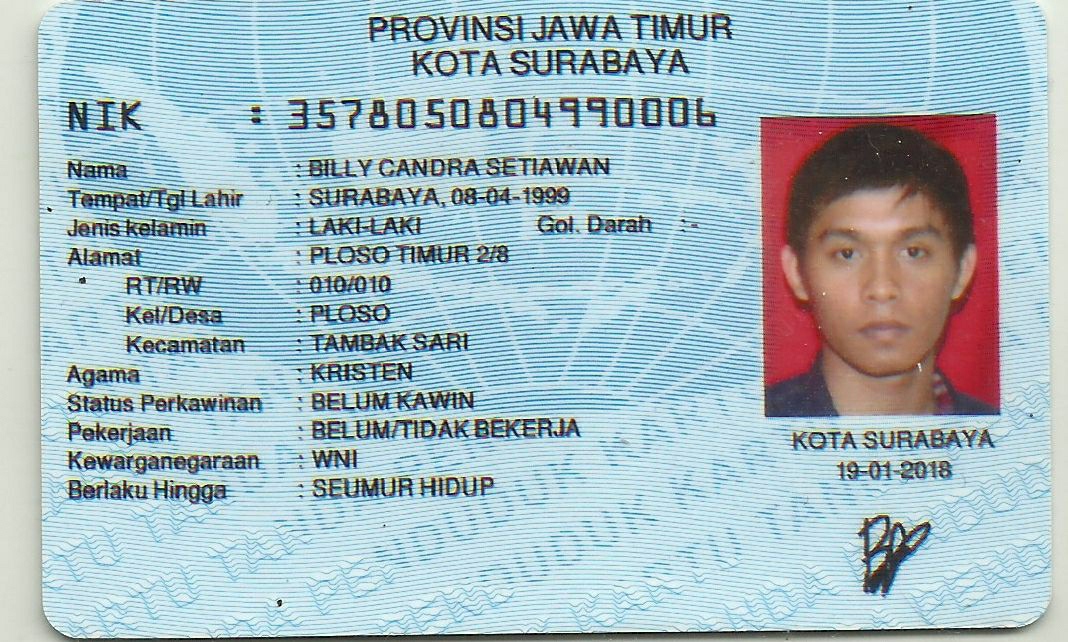 PROVINSI JAWA TIMUR
KOTA SURABAYA
NIK : 3578050804990006
Nama : BILLY CANDRA SETIAWAN
Tempat/Tgl Lahir : SURABAYA, 08-04-1999
Jenis kelamin : LAKI-LAKI Gol. Darah : -
Alamat : PLOSO TIMUR 2/8
RT/RW : 010/010
Kel/Desa : PLOSO
Kecamatan : TAMBAK SARI
Agama : KRISTEN
Status Perkawinan : BELUM KAWIN
Pekerjaan : BELUM/TIDAK BEKERJA
Kewarganegaraan : WNI
Berlaku Hingga : SEUMUR HIDUP
KOTA SURABAYA
19-01-2018